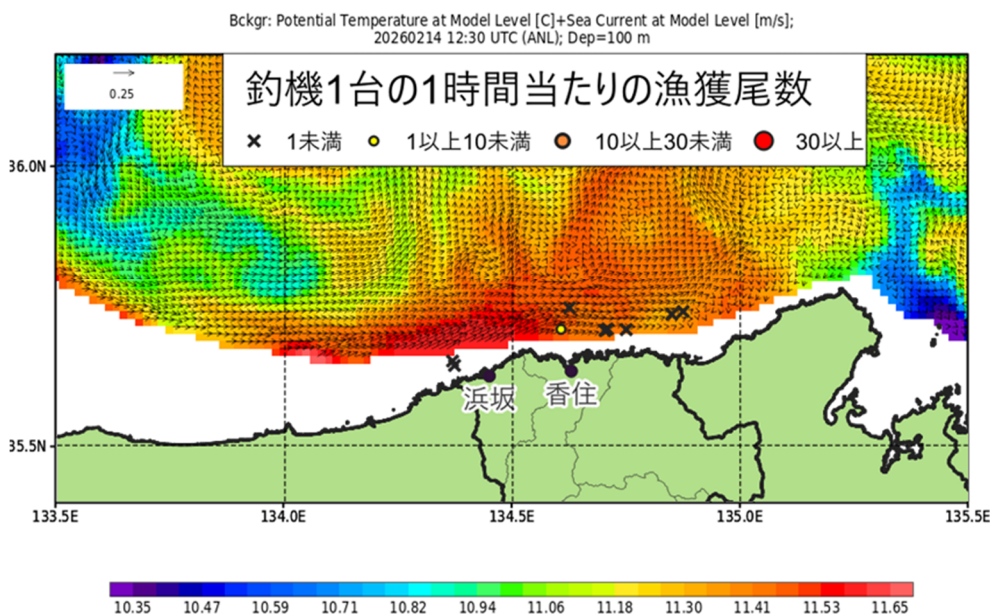 Bckgr: Potential Temperature at Model Level [C]+Sea Current at Model Level [m/s];
20260214 12:30 UTC (ANL); Dep=100 m
0.25
釣機1台の1時間当たりの漁獲尾数
1未満 1以上10未満 10以上30未満 30以上
36.0N
浜坂 香住
35.5N
133.5E 134.0E 134.5E 135.0E 135.5E
10.35 10.47 10.59 10.71 10.82 10.94 11.06 11.18 11.30 11.41 11.53 11.65